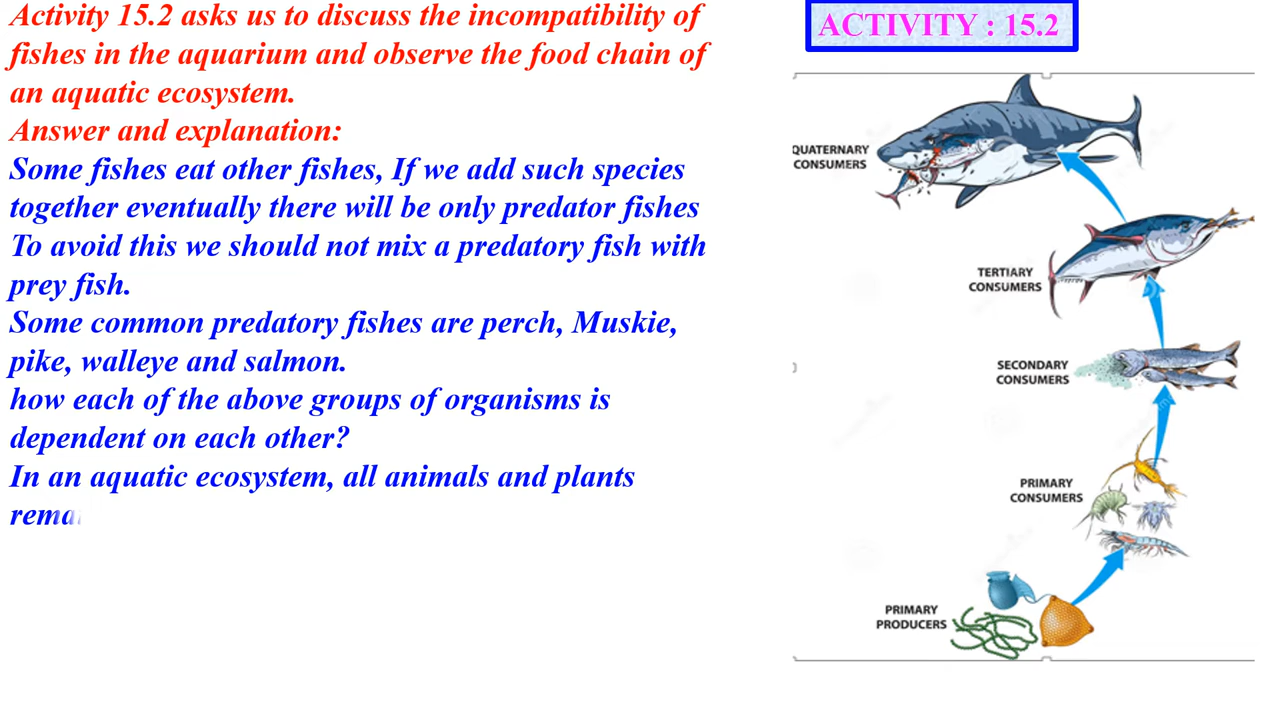 Activity 15.2 asks us to discuss the incompatibility of
fishes in the aquarium and observe the food chain of
an aquatic ecosystem.
Answer and explanation:
Some fishes eat other fishes, If we add such species
together eventually there will be only predator fishes
To avoid this we should not mix a predatory fish with
prey fish.
Some common predatory fishes are perch, Muskie,
pike, walleye and salmon.
how each of the above groups of organisms is
dependent on each other?
In an aquatic ecosystem, all animals and plants
ACTIVITY : 15.2
QUATERNARY
CONSUMERS
TERTIARY
CONSUMERS
SECONDARY
CONSUMERS
PRIMARY
CONSUMERS
PRIMARY
PRODUCERS